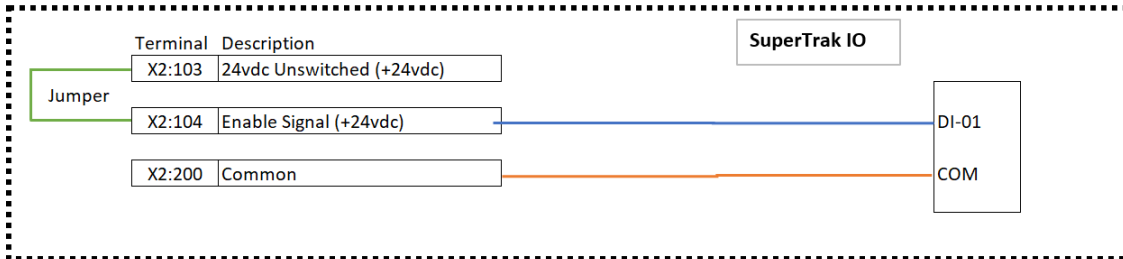 SuperTrak IO
Terminal Description
X2:103 24vdc Unswitched (+24vdc)
Jumper
X2:104 Enable Signal (+24vdc) DI-01
X2:200 Common COM